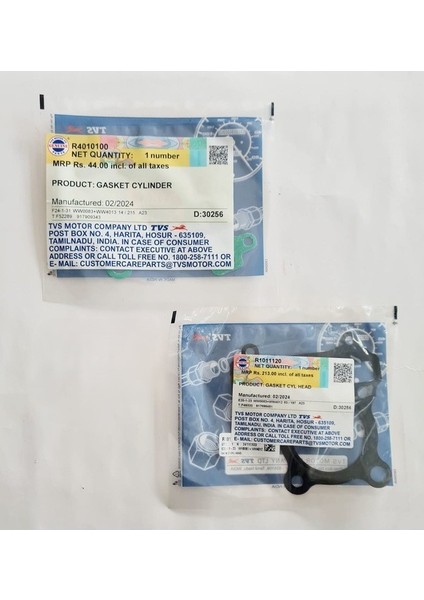 TVS
R4010100
NET QUANTITY: 1 number
MRP Rs. 44.00 incl. of all taxes
PRODUCT: GASKET CYLINDER
Manufactured: 02/2024
D:30256
TVS MOTOR COMPANY LTD TVS
POST BOX NO. 4, HARITA, HOSUR - 635109,
TAMILNADU, INDIA. IN CASE OF CONSUMER
COMPLAINTS: CONTACT EXECUTIVE AT ABOVE
ADDRESS OR CALL TOLL FREE NO. 1800-258-7111 OR
E- MAIL: CUSTOMERCAREPARTS@TVSMOTOR.COM
TVS
R1011120
NET QUANTITY: 1 number
MRP Rs. 213.00 incl. of all taxes
PRODUCT: GASKET CYL HEAD
Manufactured: 02/2024
D:30256
TVS MOTOR COMPANY LTD TVS
POST BOX NO. 4, HARITA, HOSUR - 635109,
TAMILNADU, INDIA. IN CASE OF CONSUMER
COMPLAINTS: CONTACT EXECUTIVE AT ABOVE
ADDRESS OR CALL TOLL FREE NO. 1800-258-7111 OR
E- MAIL: CUSTOMERCAREPARTS@TVSMOTOR.COM